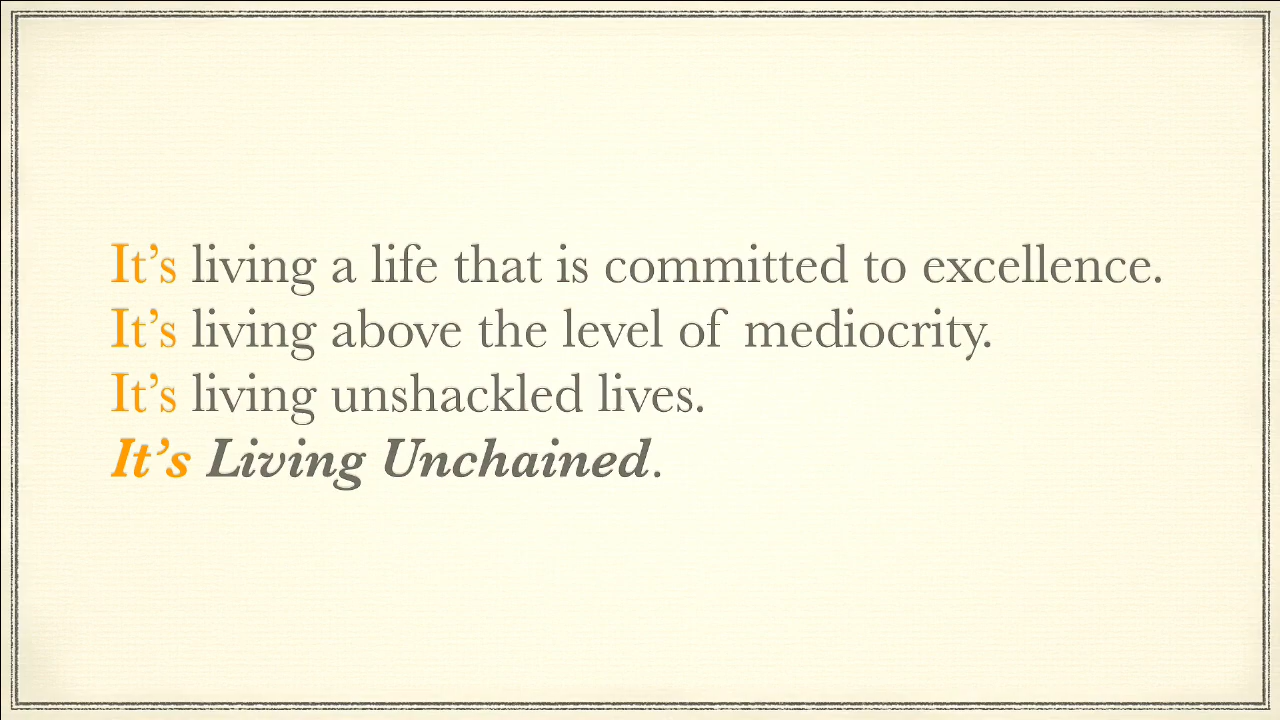 It’s living a life that is committed to excellence.
It’s living above the level of mediocrity.
It’s living unshackled lives.
It’s Living Unchained.